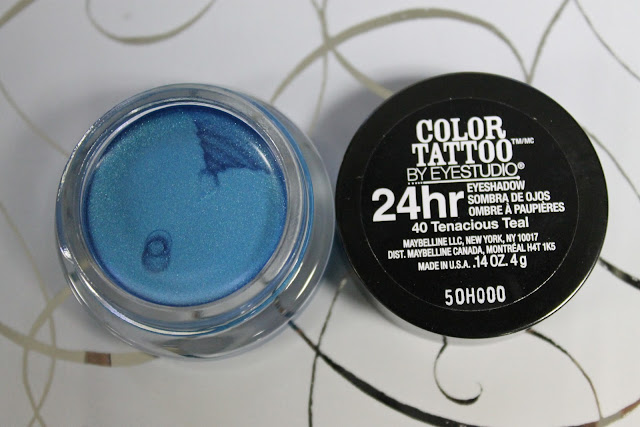 COLOR
TATTOO TM/MC
BY EYESTUDIO®
24hr EYESHADOW
SOMBRA DE OJOS
OMBRE À PAUPIÈRES
40 Tenacious Teal
MAYBELLINE LLC, NEW YORK, NY 10017
DIST. MAYBELLINE CANADA, MONTRÉAL H4T 1K5
MADE IN U.S.A. .14 OZ. 4 g
50H000